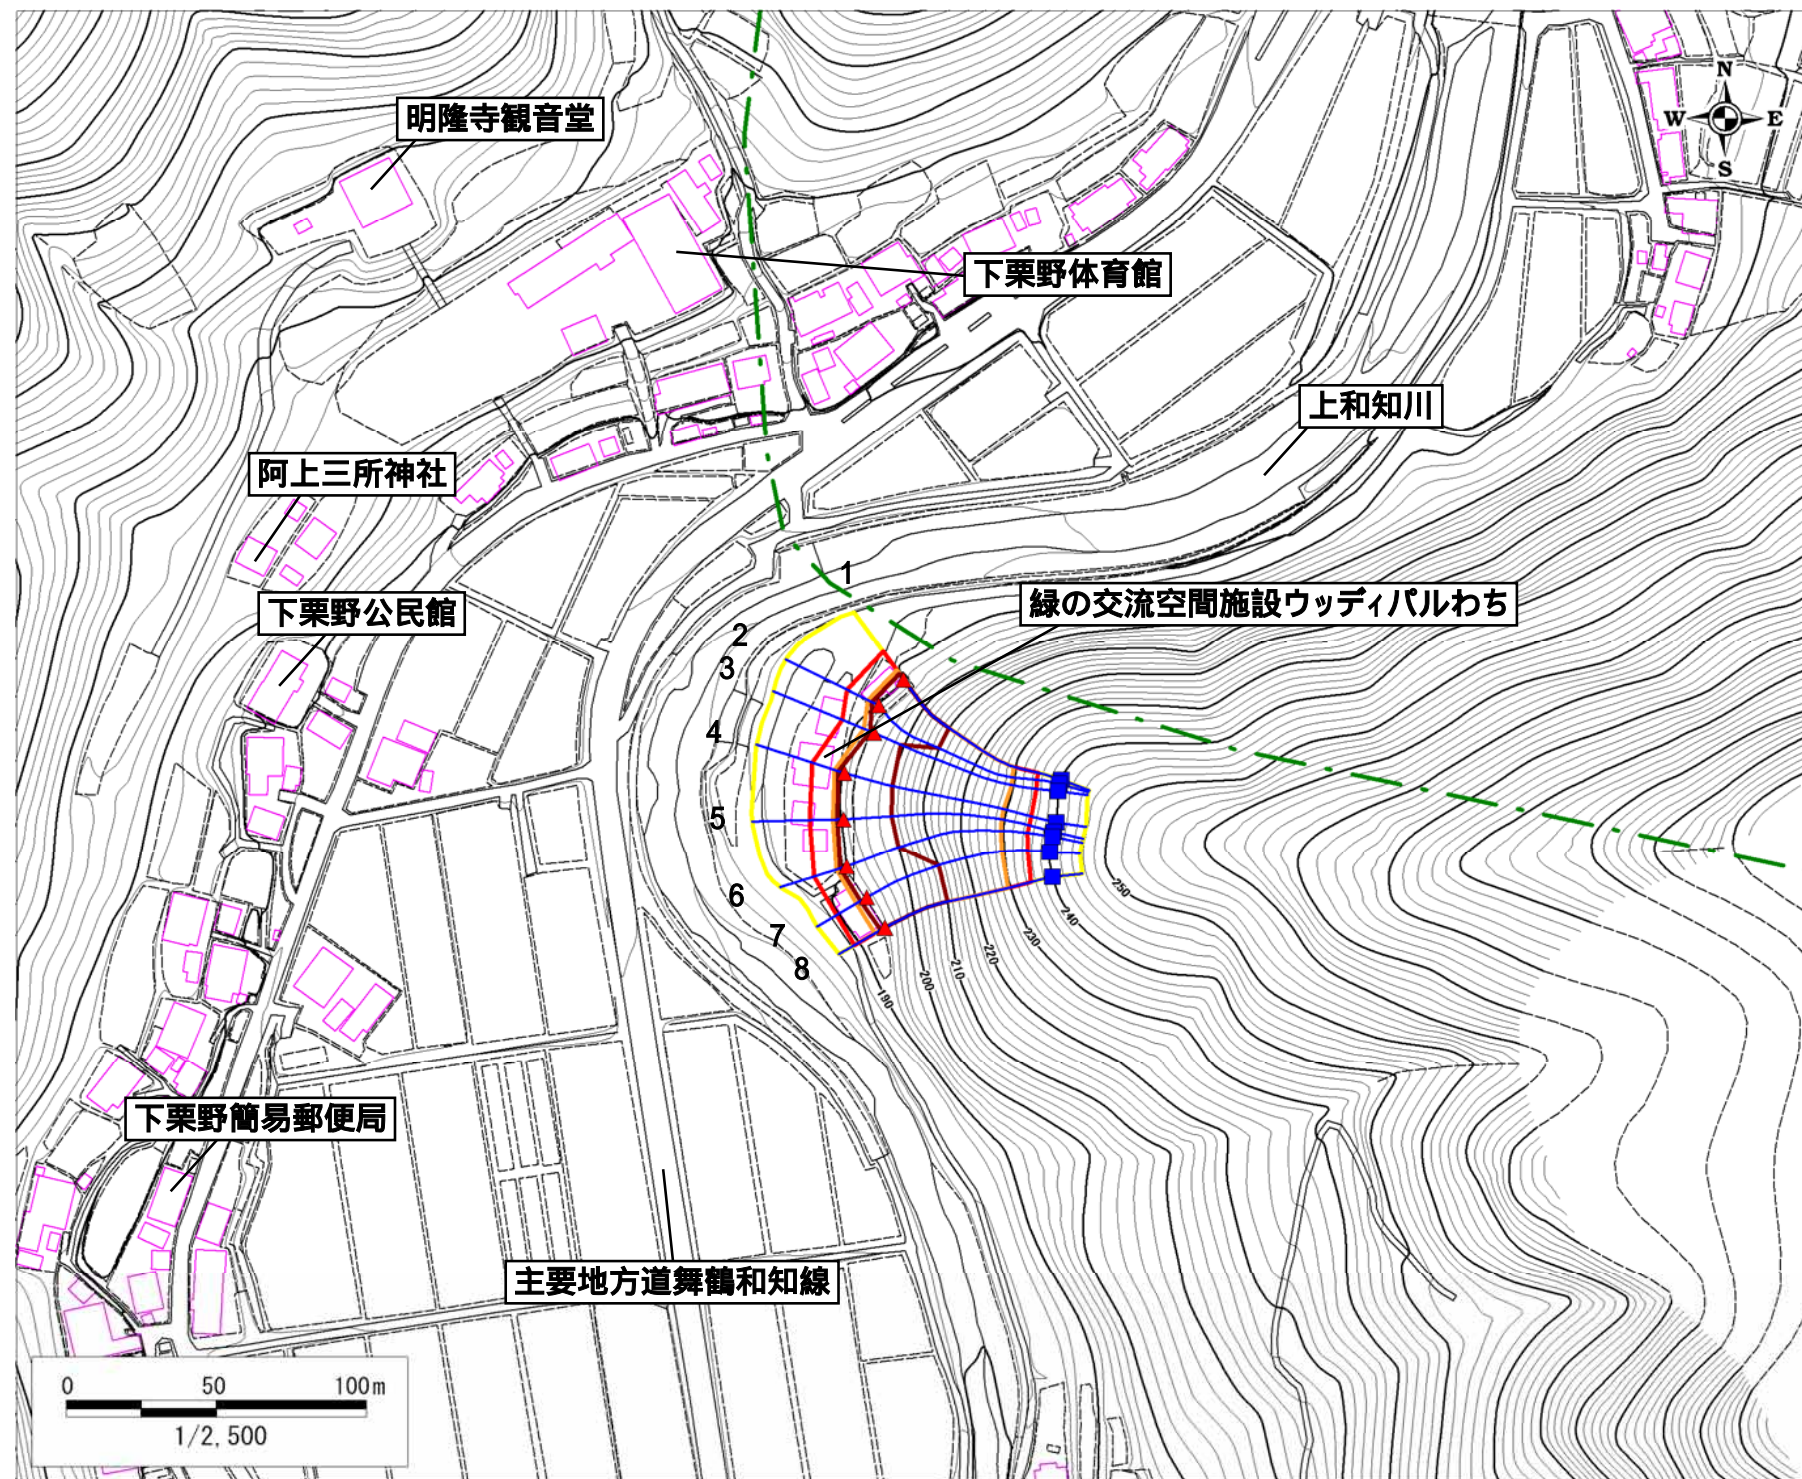 N
W E
S
明隆寺観音堂
下栗野体育館
上和知川
阿上三所神社
下栗野公民館
緑の交流空間施設ウッディパルわち
1
2
3
4
5
6
7
8
250
240
230
220
210
200
190
下栗野簡易郵便局
主要地方道舞鶴和知線
0 50 100m
1/2,500